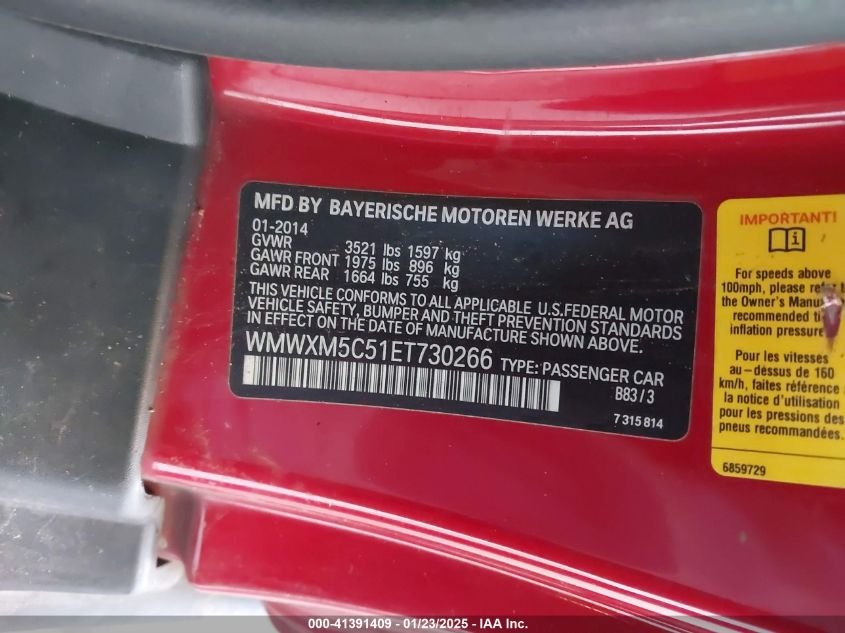 MFD BY BAYERISCHE MOTOREN WERKE AG
01-2014
GVWR 3521 lbs 1597 kg
GAWR FRONT 1975 lbs 896 kg
GAWR REAR 1664 lbs 755 kg
THIS VEHICLE CONFORMS TO ALL APPLICABLE U.S.FEDERAL MOTOR
VEHICLE SAFETY, BUMPER AND THEFT PREVENTION STANDARDS
IN EFFECT ON THE DATE OF MANUFACTURE SHOWN ABOVE.
WMWXM5C51ET730266 TYPE: PASSENGER CAR
B83/3
7 315 814
IMPORTANT!
i
For speeds above
100mph, please refer
the Owner's
recommended
inflation pressure
Pour les vitesses
au-dessus de 160
km/h, faites référence
la notice d'utilisation
pour les pressions des
pneus recommandées.
6859729
000-41391409 - 01/23/2025 - IAA Inc.